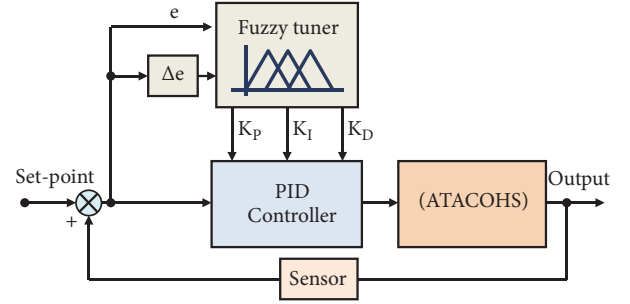 e
Fuzzy tuner
Δe
K_P
K_I
K_D
Set-point
+
PID
Controller
(ATACOHS)
Output
Sensor